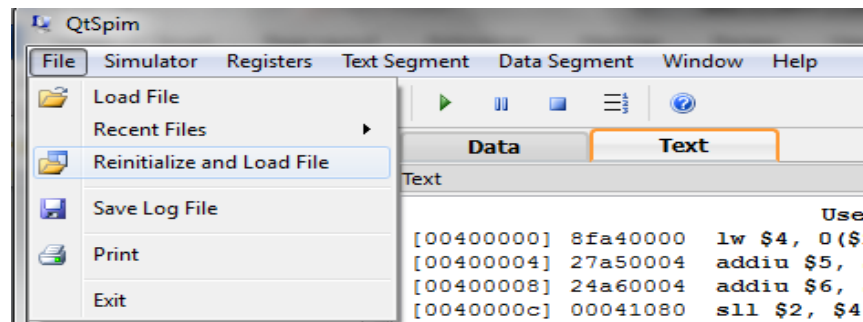 QtSpim
File Simulator Registers Text Segment Data Segment Window Help
Load File
Recent Files
Reinitialize and Load File
Save Log File
Print
Exit
Data Text
Text
Use
[00400000] 8fa40000 lw $4, 0($
[00400004] 27a50004 addiu $5,
[00400008] 24a60004 addiu $6,
[0040000c] 00041080 sll $2, $4